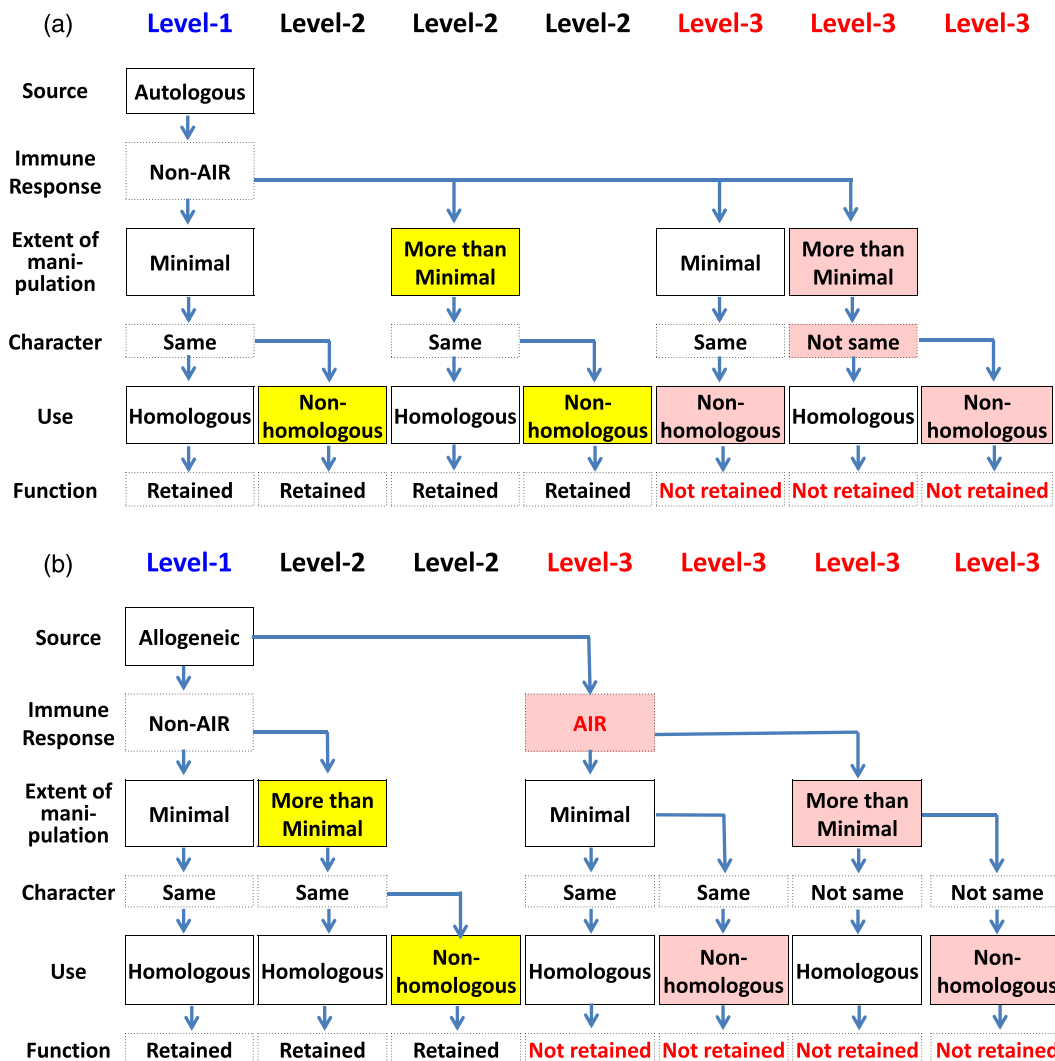 (a) Level-1 Level-2 Level-2 Level-2 Level-3 Level-3 Level-3
Source Autologous
Immune
Response
Non-AIR
Extent of
mani-
pulation
Minimal
More than
Minimal
Minimal
More than
Minimal
Character Same Same Same Not same
Use Homologous
Non-
homologous
Homologous
Non-
homologous
Non-
homologous
Homologous
Non-
homologous
Function Retained Retained Retained Retained Not retained Not retained Not retained
(b) Level-1 Level-2 Level-2 Level-3 Level-3 Level-3 Level-3
Source Allogeneic
Immune
Response
Non-AIR
AIR
Extent of
mani-
pulation
Minimal
More than
Minimal
Minimal
More than
Minimal
Character Same Same Same Same Not same Not same
Use Homologous Homologous
Non-
homologous
Homologous
Non-
homologous
Homologous
Non-
homologous
Function Retained Retained Retained Not retained Not retained Not retained Not retained